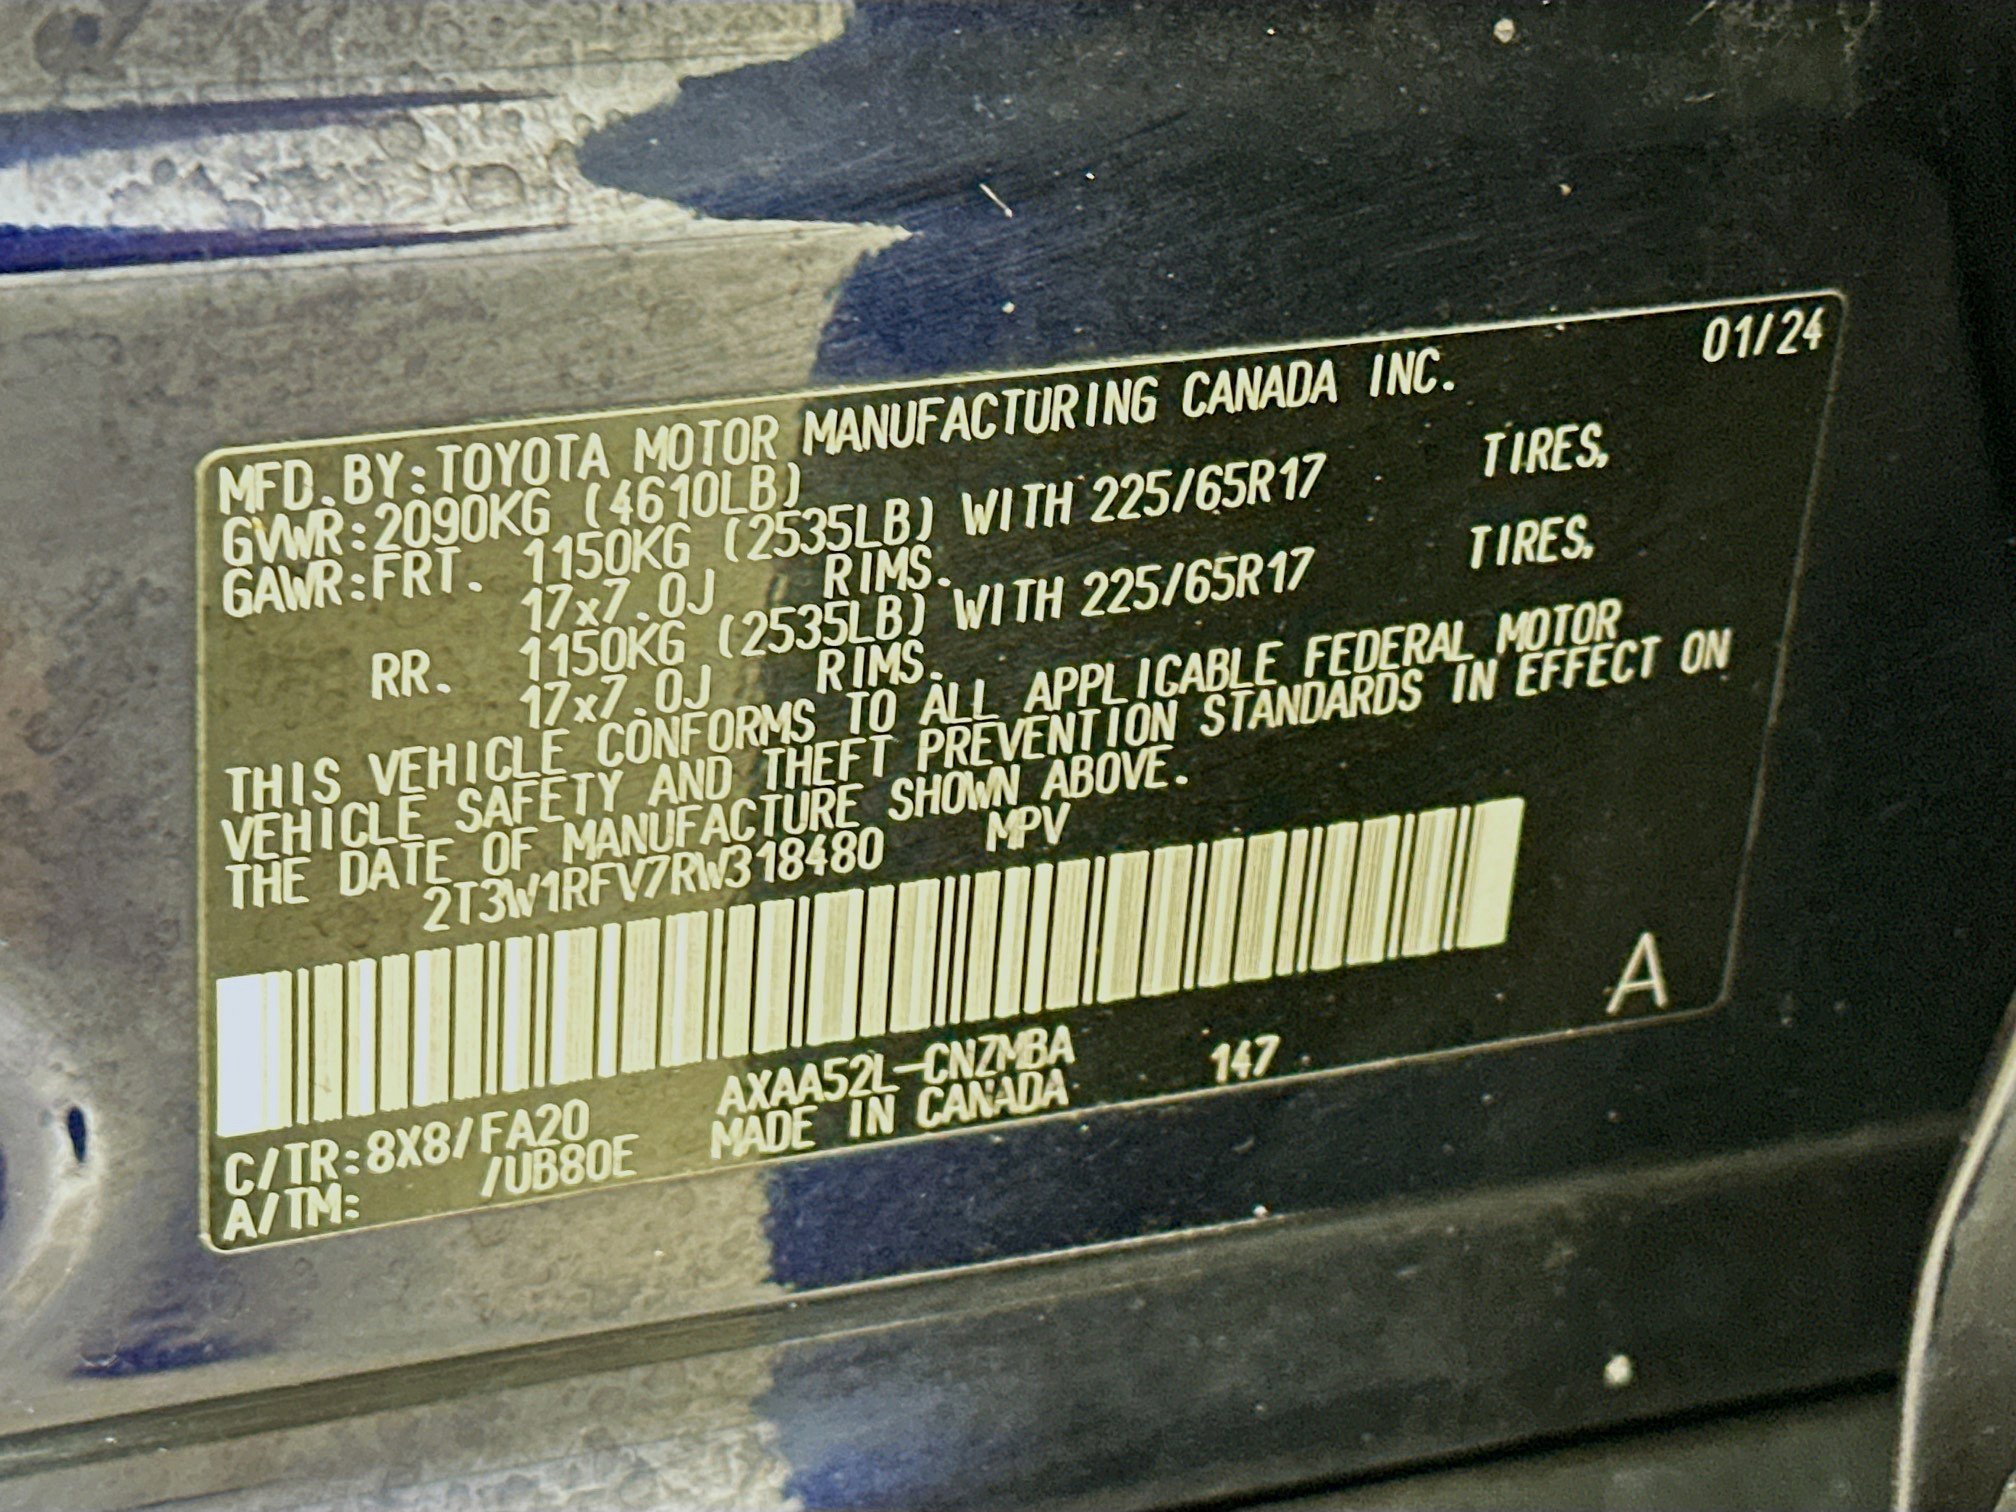 01/24
MFD.BY:TOYOTA MOTOR MANUFACTURING CANADA INC.
GVWR:2090KG (4610LB)
GAWR:FRT. 1150KG (2535LB) WITH 225/65R17 TIRES,
17x7.0J RIMS.
RR. 1150KG (2535LB) WITH 225/65R17 TIRES,
17x7.0J RIMS.
THIS VEHICLE CONFORMS TO ALL APPLICABLE FEDERAL MOTOR
VEHICLE SAFETY AND THEFT PREVENTION STANDARDS IN EFFECT ON
THE DATE OF MANUFACTURE SHOWN ABOVE.
2T3W1RFV7RW318480 MPV
A
C/TR:8X8/FA20 AXAA52L-CNZMBA 147
A/TM: /UB80E MADE IN CANADA